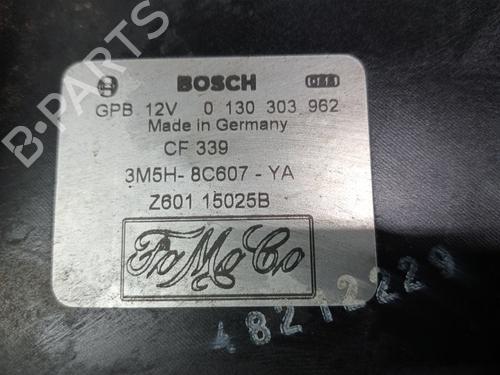 BOSCH
GPB 12V 0 130 303 962
Made in Germany
CF 339
3M5H- 8C607 - YA
Z601 15025B
FoMoCo
48212229
B-PARTS